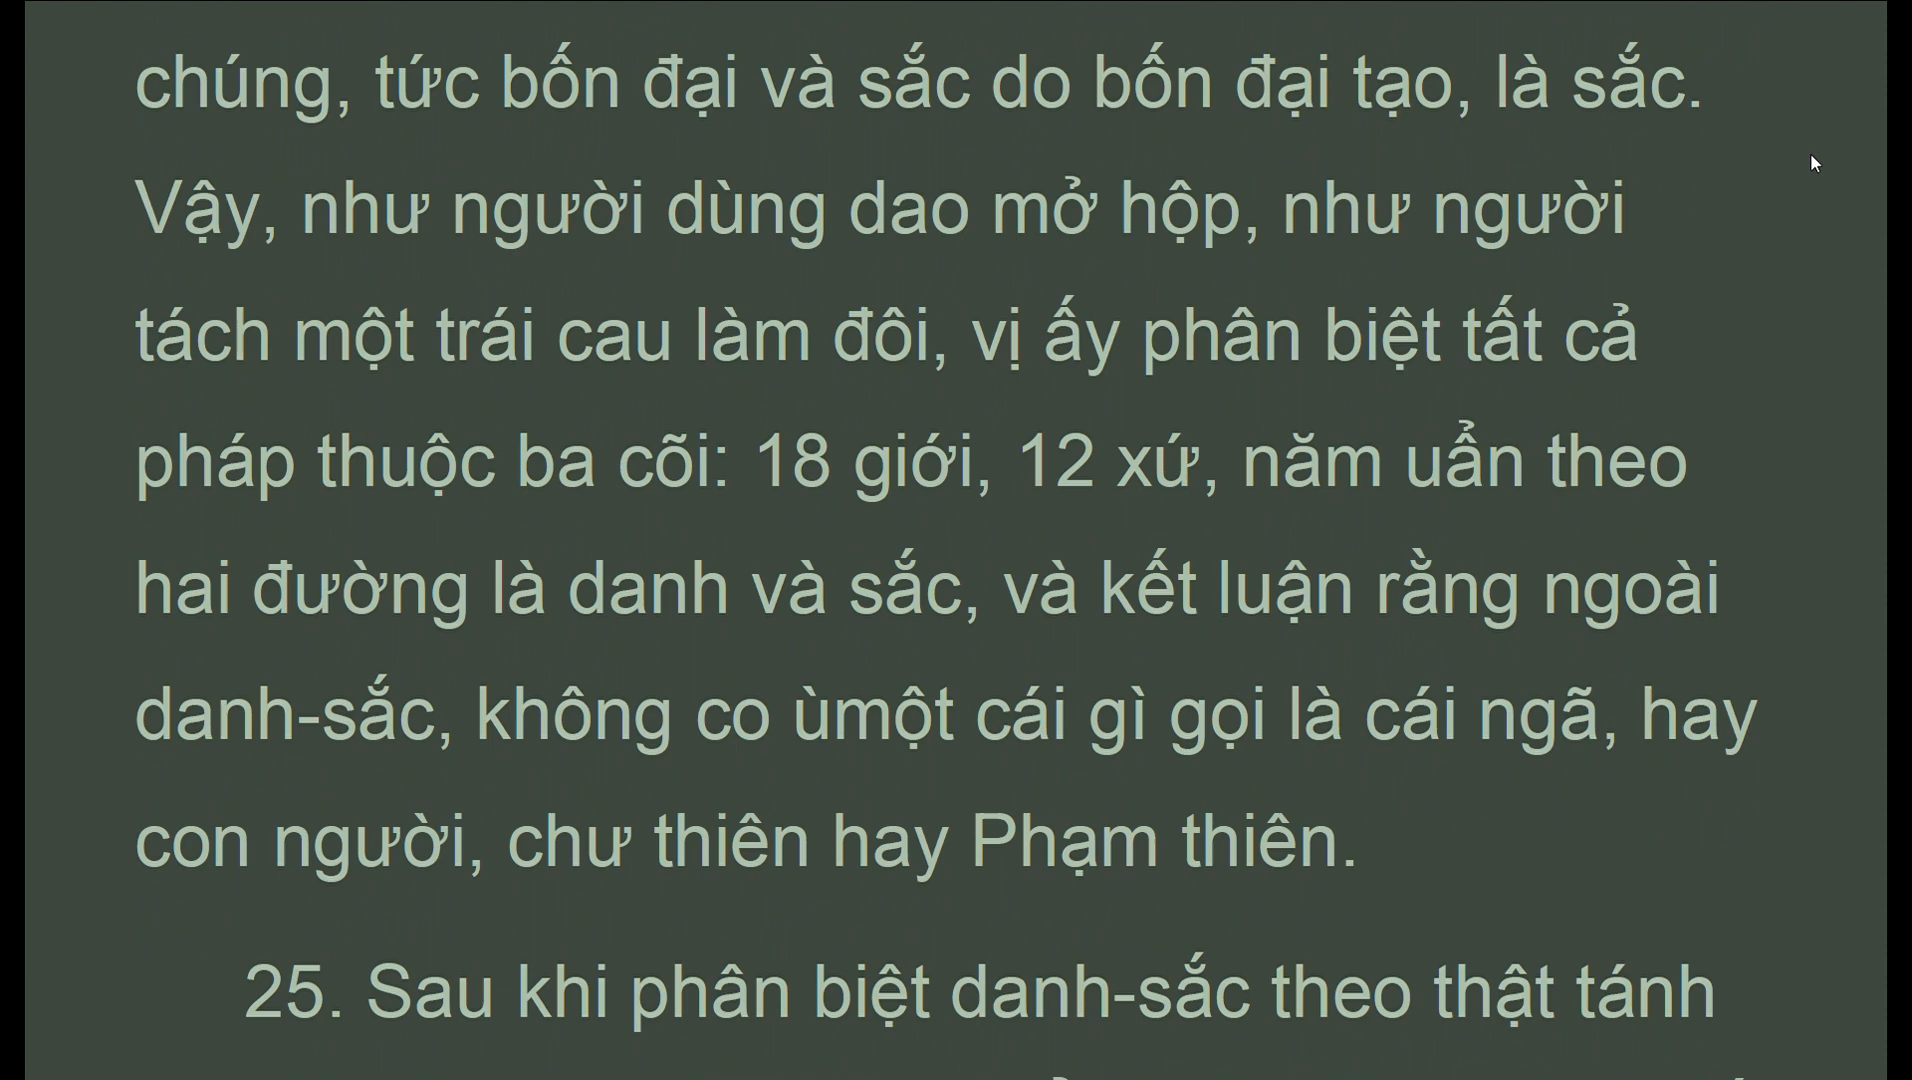 chúng, tức bốn đại và sắc do bốn đại tạo, là sắc.
Vậy, như người dùng dao mở hộp, như người
tách một trái cau làm đôi, vị ấy phân biệt tất cả
pháp thuộc ba cõi: 18 giới, 12 xứ, năm uẩn theo
hai đường là danh và sắc, và kết luận rằng ngoài
danh-sắc, không co ùmột cái gì gọi là cái ngã, hay
con người, chư thiên hay Phạm thiên.
25. Sau khi phân biệt danh-sắc theo thật tánh